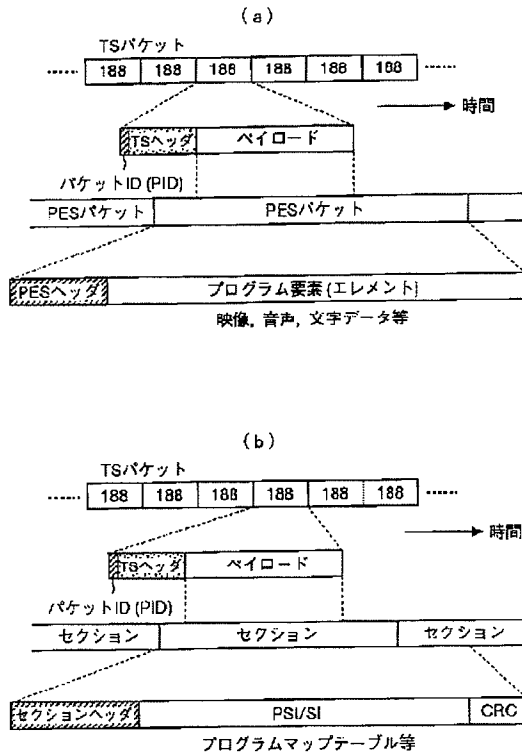 (a)
TSパケット
188 188 188 188 188 188
時間
TSヘッダ ペイロード
パケットID (PID)
PESパケット PESパケット
PESヘッダ プログラム要素(エレメント)
映像, 音声, 文字データ等
(b)
TSパケット
188 188 188 188 188 188
時間
TSヘッダ ペイロード
パケットID (PID)
セクション セクション セクション
セクションヘッダ PSI/SI CRC
プログラムマップテーブル等